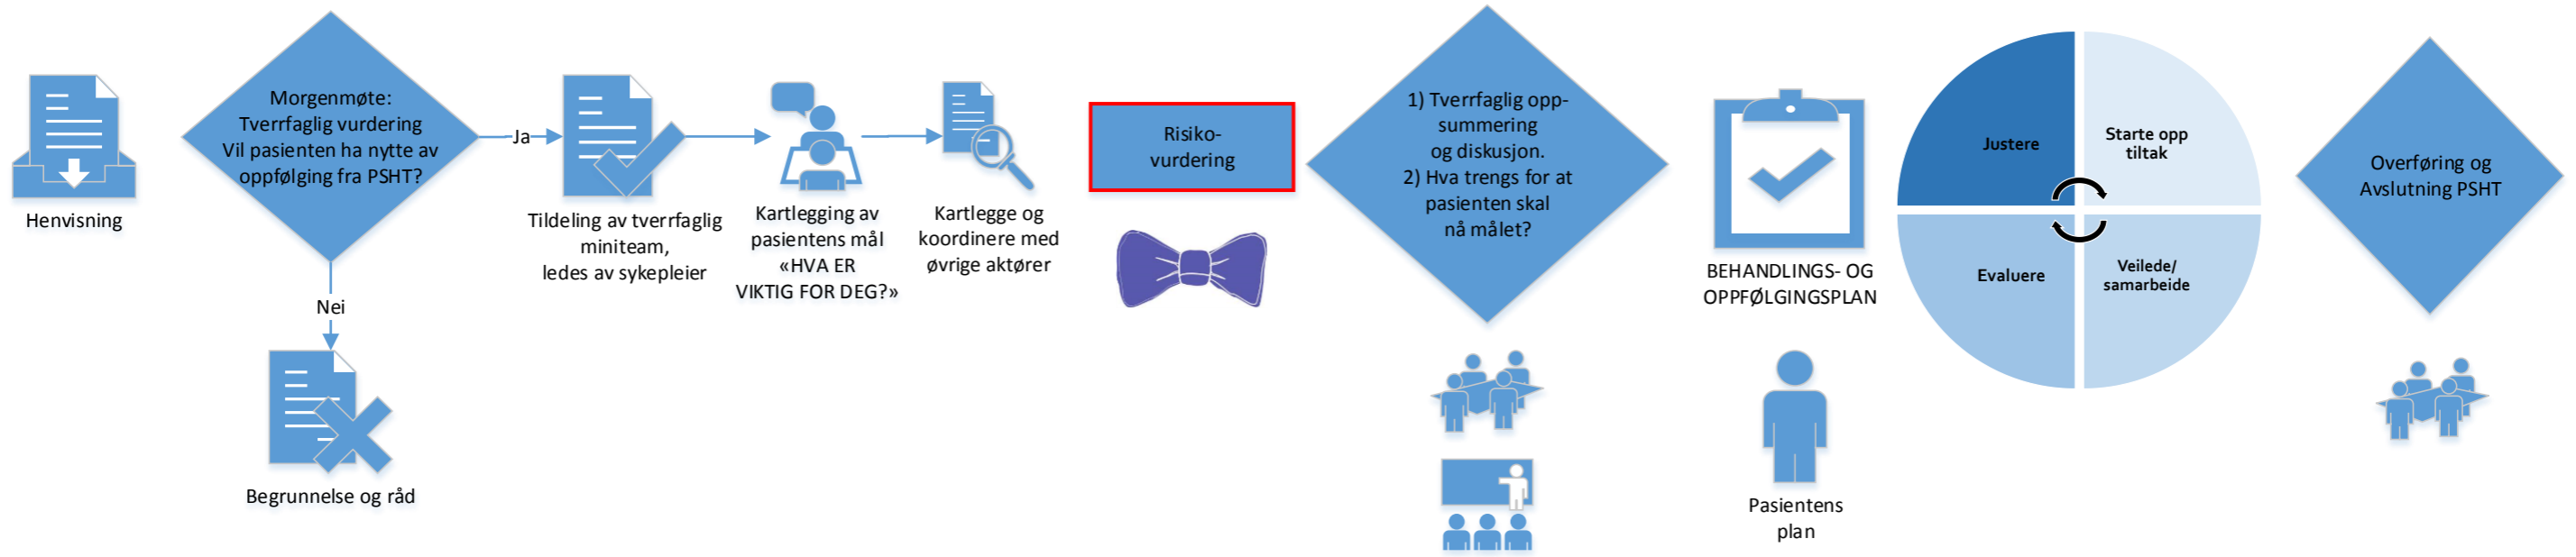 Henvisning
Morgenmøte:
Tverrfaglig vurdering
Vil pasienten ha nytte av
oppfølging fra PSHT?
Ja
Nei
Begrunnelse og råd
Tildeling av tverrfaglig
miniteam,
ledes av sykepleier
Kartlegging av
pasientens mål
«HVA ER
VIKTIG FOR DEG?»
Kartlegge og
koordinere med
øvrige aktører
Risiko-
vurdering
1) Tverrfaglig opp-
summering
og diskusjon.
2) Hva trengs for at
pasienten skal
nå målet?
BEHANDLINGS- OG
OPPFØLGINGSPLAN
Pasientens
plan
Justere
Starte opp
tiltak
Evaluere
Veilede/
samarbeide
Overføring og
Avslutning PSHT